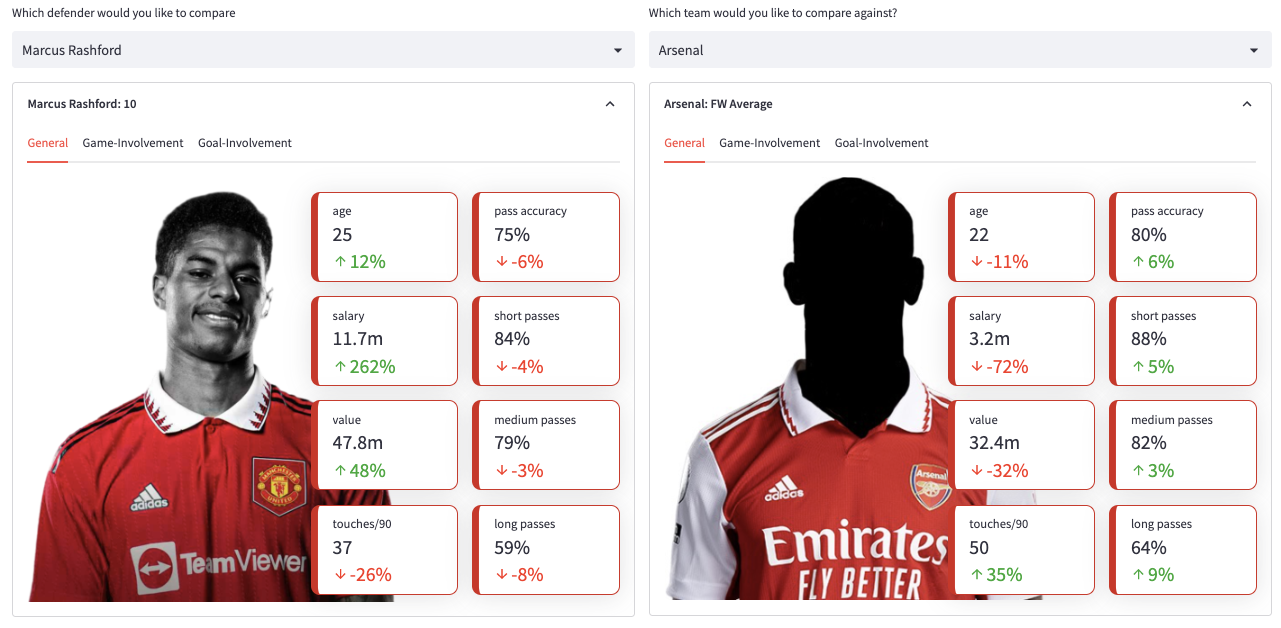 Which defender would you like to compare
Marcus Rashford
Marcus Rashford: 10
General Game-Involvement Goal-Involvement
age
25
↑ 12%
pass accuracy
75%
↓ -6%
salary
11.7m
↑ 262%
short passes
84%
↓ -4%
value
47.8m
↑ 48%
medium passes
79%
↓ -3%
touches/90
37
↓ -26%
long passes
59%
↓ -8%
adidas
MANCHESTER
UNITED
TeamViewer
Which team would you like to compare against?
Arsenal
Arsenal: FW Average
General Game-Involvement Goal-Involvement
age
22
↓ -11%
pass accuracy
80%
↑ 6%
salary
3.2m
↓ -72%
short passes
88%
↑ 5%
value
32.4m
↓ -32%
medium passes
82%
↑ 3%
touches/90
50
↑ 35%
long passes
64%
↑ 9%
adidas
Arsenal
Emirates
FLY BETTER